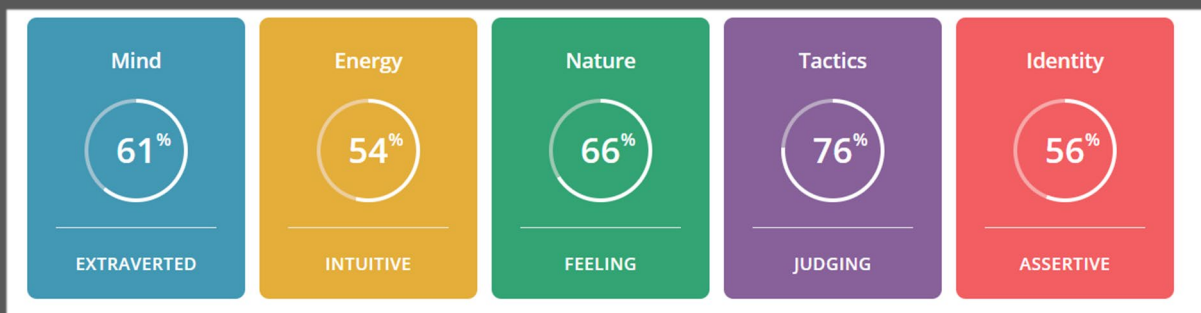 Mind
61%
EXTRAVERTED
Energy
54%
INTUITIVE
Nature
66%
FEELING
Tactics
76%
JUDGING
Identity
56%
ASSERTIVE